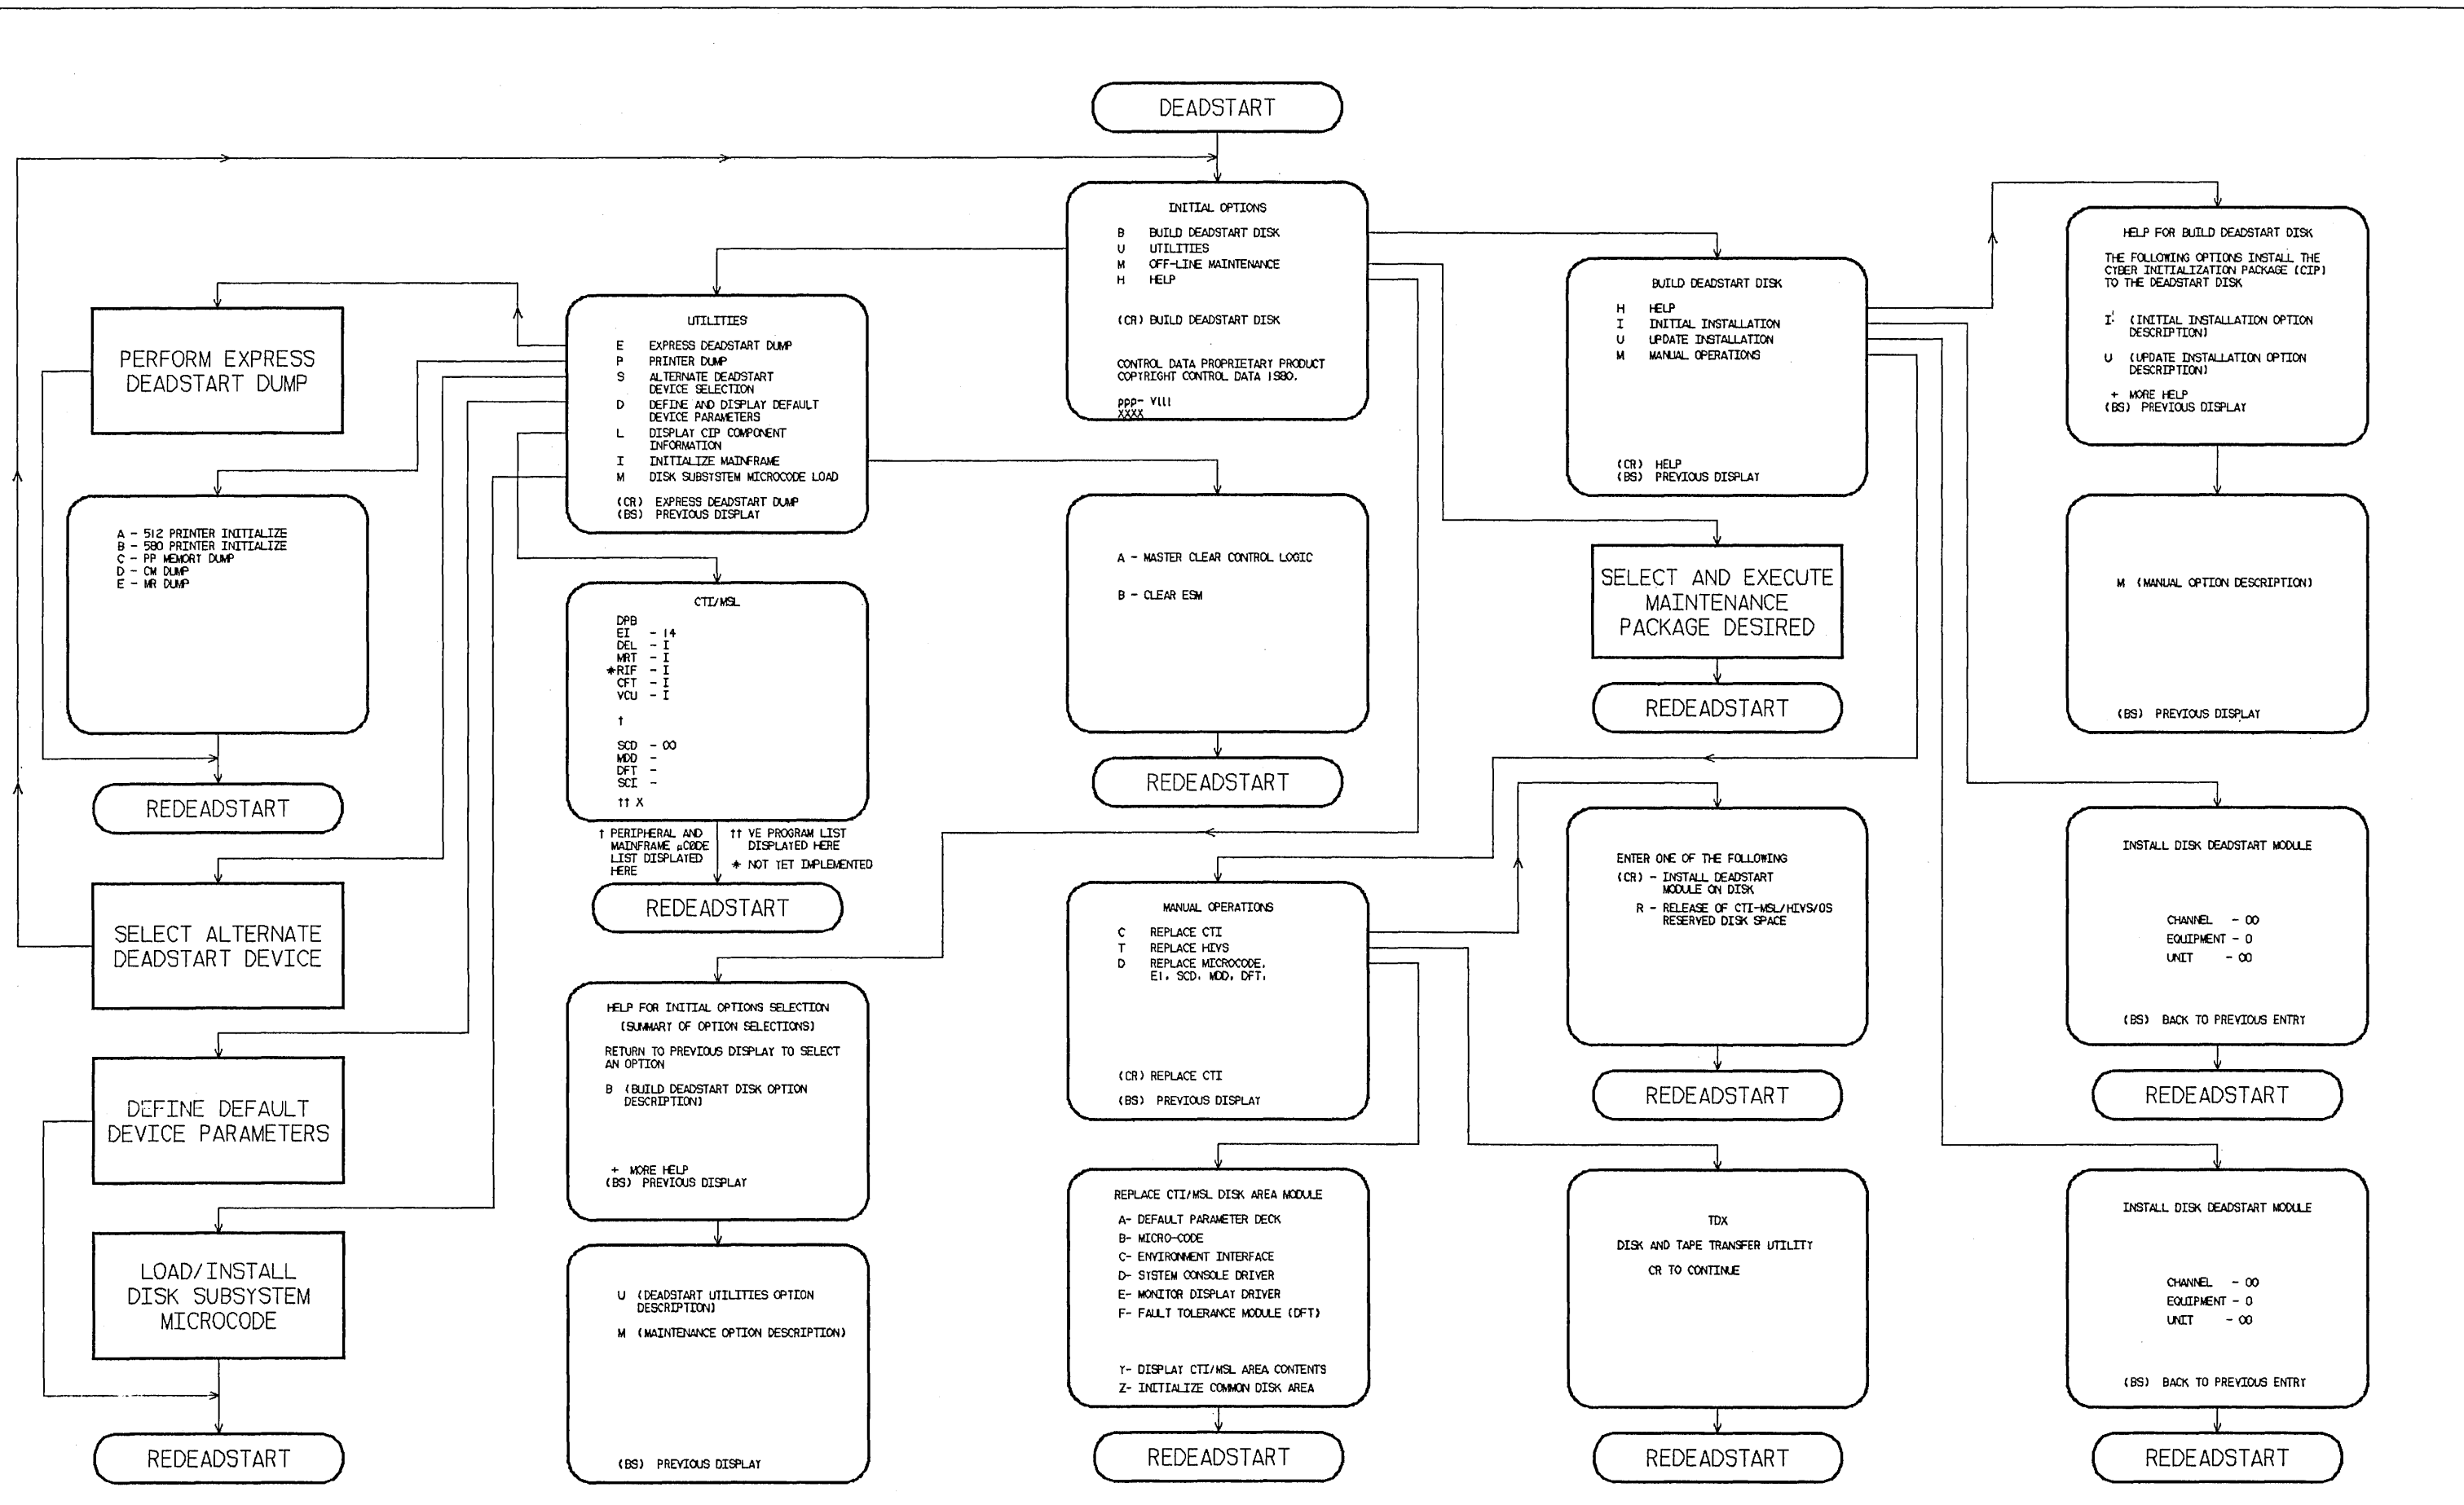 DEADSTART
INITIAL OPTIONS
B BUILD DEADSTART DISK
U UTILITIES
M OFF-LINE MAINTENANCE
H HELP
(CR) BUILD DEADSTART DISK
CONTROL DATA PROPRIETARY PRODUCT
COPYRIGHT CONTROL DATA 1980.
ppp- Vlll
XXXX
UTILITIES
E EXPRESS DEADSTART DUMP
P PRINTER DUMP
S ALTERNATE DEADSTART
DEVICE SELECTION
D DEFINE AND DISPLAY DEFAULT
DEVICE PARAMETERS
L DISPLAY CIP COMPONENT
INFORMATION
I INITIALIZE MAINFRAME
M DISK SUBSYSTEM MICROCODE LOAD
(CR) EXPRESS DEADSTART DUMP
(BS) PREVIOUS DISPLAY
PERFORM EXPRESS
DEADSTART DUMP
A - 512 PRINTER INITIALIZE
B - 580 PRINTER INITIALIZE
C - PP MEMORY DUMP
D - CM DUMP
E - MR DUMP
REDEADSTART
SELECT ALTERNATE
DEADSTART DEVICE
DEFINE DEFAULT
DEVICE PARAMETERS
LOAD/INSTALL
DISK SUBSYSTEM
MICROCODE
REDEADSTART
CTI/MSL
DPB
EI - 14
DEL - I
MRT - I
*RIF - I
CFT - I
VCU - I
†
SCD - 00
MDD -
DFT -
SCI -
†† X
† PERIPHERAL AND
MAINFRAME µCODE
LIST DISPLAYED
HERE
†† VE PROGRAM LIST
DISPLAYED HERE
* NOT YET IMPLEMENTED
REDEADSTART
HELP FOR INITIAL OPTIONS SELECTION
(SUMMARY OF OPTION SELECTIONS)
RETURN TO PREVIOUS DISPLAY TO SELECT
AN OPTION
B (BUILD DEADSTART DISK OPTION
DESCRIPTION)
+ MORE HELP
(BS) PREVIOUS DISPLAY
U (DEADSTART UTILITIES OPTION
DESCRIPTION)
M (MAINTENANCE OPTION DESCRIPTION)
(BS) PREVIOUS DISPLAY
A - MASTER CLEAR CONTROL LOGIC
B - CLEAR ESM
REDEADSTART
MANUAL OPERATIONS
C REPLACE CTI
T REPLACE HIVS
D REPLACE MICROCODE,
EI, SCD, MDD, DFT,
(CR) REPLACE CTI
(BS) PREVIOUS DISPLAY
REPLACE CTI/MSL DISK AREA MODULE
A- DEFAULT PARAMETER DECK
B- MICRO-CODE
C- ENVIRONMENT INTERFACE
D- SYSTEM CONSOLE DRIVER
E- MONITOR DISPLAY DRIVER
F- FAULT TOLERANCE MODULE (DFT)
Y- DISPLAY CTI/MSL AREA CONTENTS
Z- INITIALIZE COMMON DISK AREA
REDEADSTART
BUILD DEADSTART DISK
H HELP
I INITIAL INSTALLATION
U UPDATE INSTALLATION
M MANUAL OPERATIONS
(CR) HELP
(BS) PREVIOUS DISPLAY
SELECT AND EXECUTE
MAINTENANCE
PACKAGE DESIRED
REDEADSTART
ENTER ONE OF THE FOLLOWING
(CR) - INSTALL DEADSTART
MODULE ON DISK
R - RELEASE OF CTI-MSL/HIVS/OS
RESERVED DISK SPACE
REDEADSTART
TDX
DISK AND TAPE TRANSFER UTILITY
CR TO CONTINUE
REDEADSTART
HELP FOR BUILD DEADSTART DISK
THE FOLLOWING OPTIONS INSTALL THE
CYBER INITIALIZATION PACKAGE (CIP)
TO THE DEADSTART DISK
I (INITIAL INSTALLATION OPTION
DESCRIPTION)
U (UPDATE INSTALLATION OPTION
DESCRIPTION)
+ MORE HELP
(BS) PREVIOUS DISPLAY
M (MANUAL OPTION DESCRIPTION)
(BS) PREVIOUS DISPLAY
INSTALL DISK DEADSTART MODULE
CHANNEL - 00
EQUIPMENT - 0
UNIT - 00
(BS) BACK TO PREVIOUS ENTRY
REDEADSTART
INSTALL DISK DEADSTART MODULE
CHANNEL - 00
EQUIPMENT - 0
UNIT - 00
(BS) BACK TO PREVIOUS ENTRY
REDEADSTART